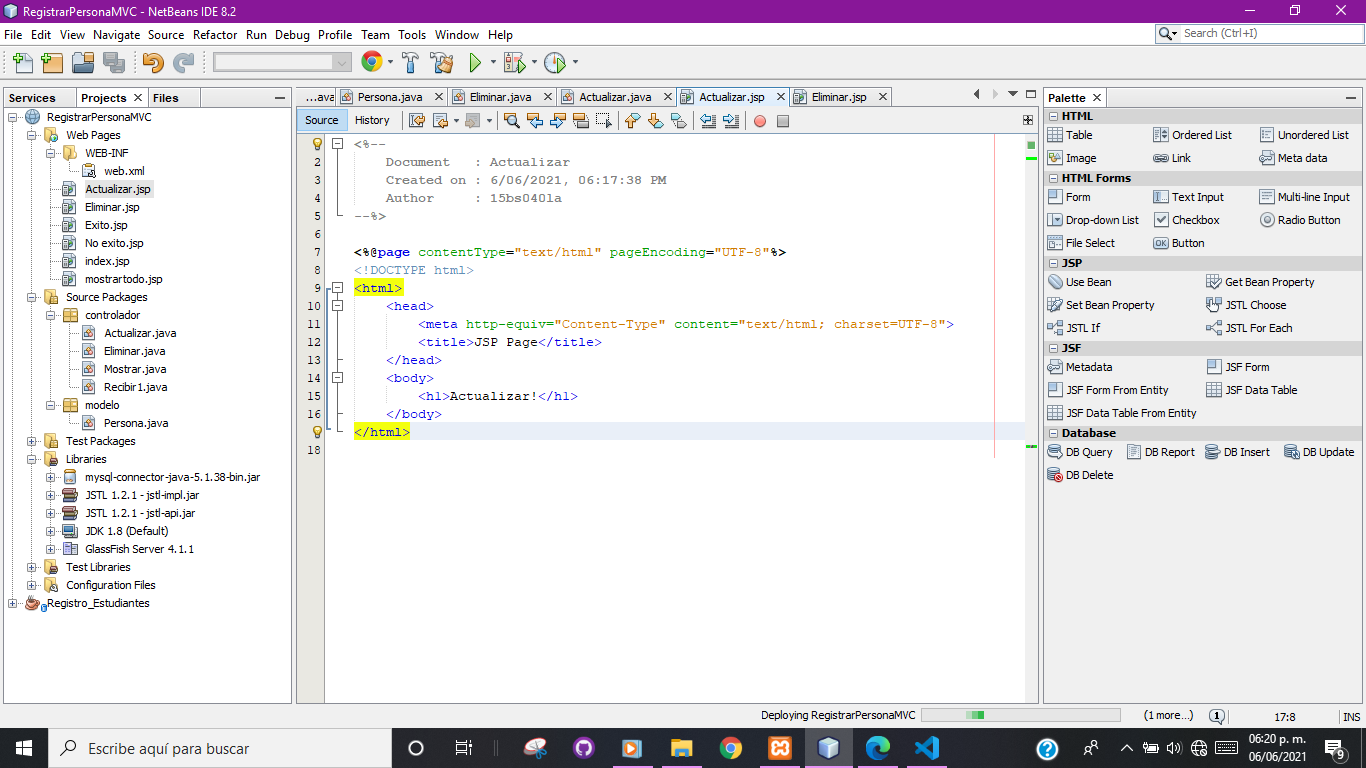 RegistrarPersonaMVC - NetBeans IDE 8.2
File Edit View Navigate Source Refactor Run Debug Profile Team Tools Window Help
Search (Ctrl+I)
Services Projects Files
RegistrarPersonaMVC
Web Pages
WEB-INF
web.xml
Actualizar.jsp
Eliminar.jsp
Exito.jsp
No exito.jsp
index.jsp
mostrartodo.jsp
Source Packages
controlador
Actualizar.java
Eliminar.java
Mostrar.java
Recibir1.java
modelo
Persona.java
Test Packages
Libraries
mysql-connector-java-5.1.38-bin.jar
JSTL 1.2.1 - jstl-impl.jar
JSTL 1.2.1 - jstl-api.jar
JDK 1.8 (Default)
GlassFish Server 4.1.1
Test Libraries
Configuration Files
Registro_Estudiantes
...ava Persona.java Eliminar.java Actualizar.java Actualizar.jsp Eliminar.jsp
Source History
<%--
2 Document : Actualizar
3 Created on : 6/06/2021, 06:17:38 PM
4 Author : 15bs0401a
5 --%>
6
7 <%@page contentType="text/html" pageEncoding="UTF-8"%>
8 <!DOCTYPE html>
9 <html>
10 <head>
11 <meta http-equiv="Content-Type" content="text/html; charset=UTF-8">
12 <title>JSP Page</title>
13 </head>
14 <body>
15 <h1>Actualizar!</h1>
16 </body>
</html>
18
Palette
HTML
Table Ordered List Unordered List
Image Link Meta data
HTML Forms
Form Text Input Multi-line Input
Drop-down List Checkbox Radio Button
File Select Button
JSP
Use Bean Get Bean Property
Set Bean Property JSTL Choose
JSTL If JSTL For Each
JSF
Metadata JSF Form
JSF Form From Entity JSF Data Table
JSF Data Table From Entity
Database
DB Query DB Report DB Insert DB Update
DB Delete
Deploying RegistrarPersonaMVC (1 more...) 1 17:8 INS
Escribe aquí para buscar
06:20 p. m.
06/06/2021
9